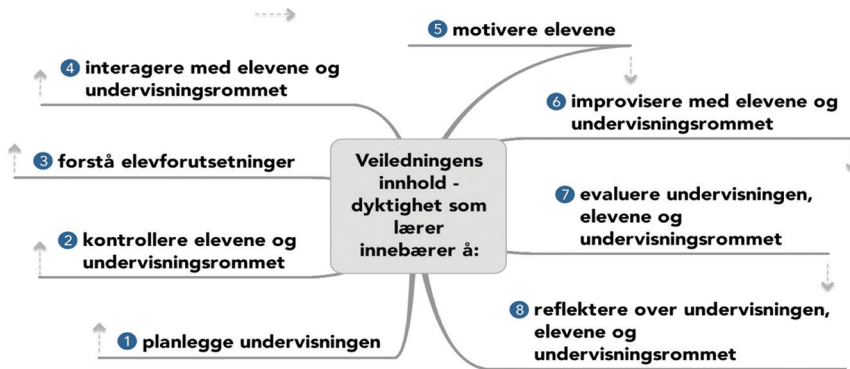 5 motivere elevene
4 interagere med elevene og
undervisningsrommet
6 improvisere med elevene og
undervisningsrommet
3 forstå elevforutsetninger
Veiledningens
innhold -
dyktighet som
lærer
innebærer å:
7 evaluere undervisningen,
elevene og
undervisningsrommet
2 kontrollere elevene og
undervisningsrommet
8 reflektere over undervisningen,
elevene og
undervisningsrommet
1 planlegge undervisningen